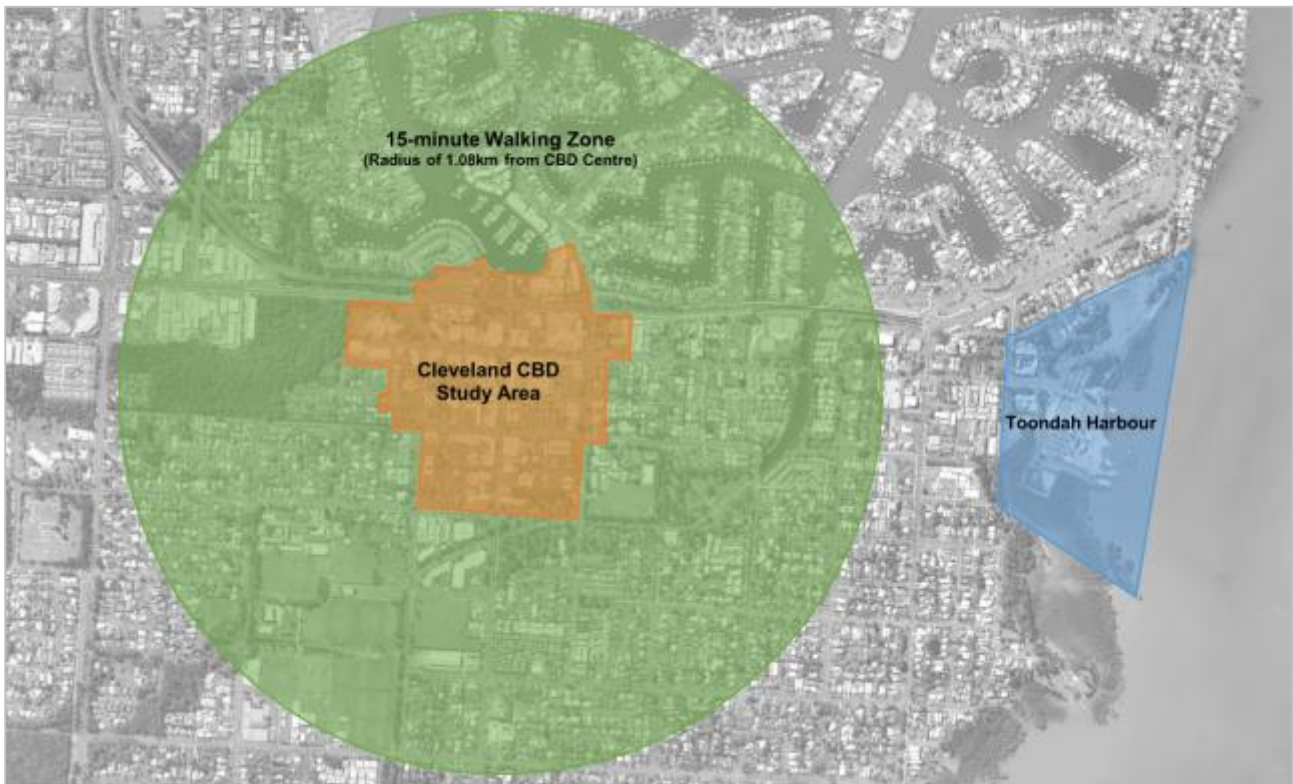 15-minute Walking Zone
(Radius of 1.08km from CBD Centre)
Cleveland CBD
Study Area
Toondah Harbour